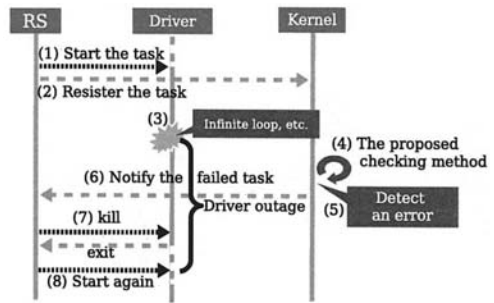 RS
Driver
Kernel
(1) Start the task
(2) Resister the task
(3)
Infinite loop, etc.
(4) The proposed
checking method
(6) Notify the failed task
Driver outage
(5)
Detect
an error
(7) kill
exit
(8) Start again